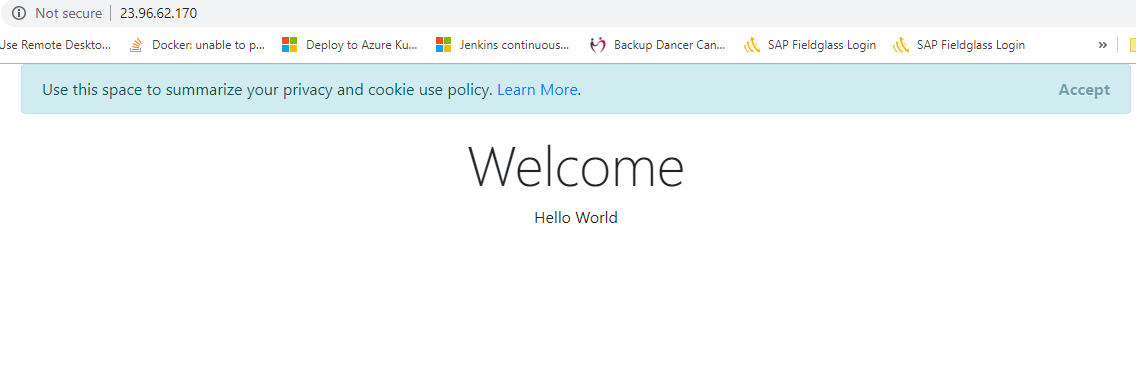 Not secure 23.96.62.170
Use Remote Deskto... Docker: unable to p... Deploy to Azure Ku... Jenkins continuous... Backup Dancer Can... SAP Fieldglass Login SAP Fieldglass Login »
Use this space to summarize your privacy and cookie use policy. Learn More. Accept
Welcome
Hello World